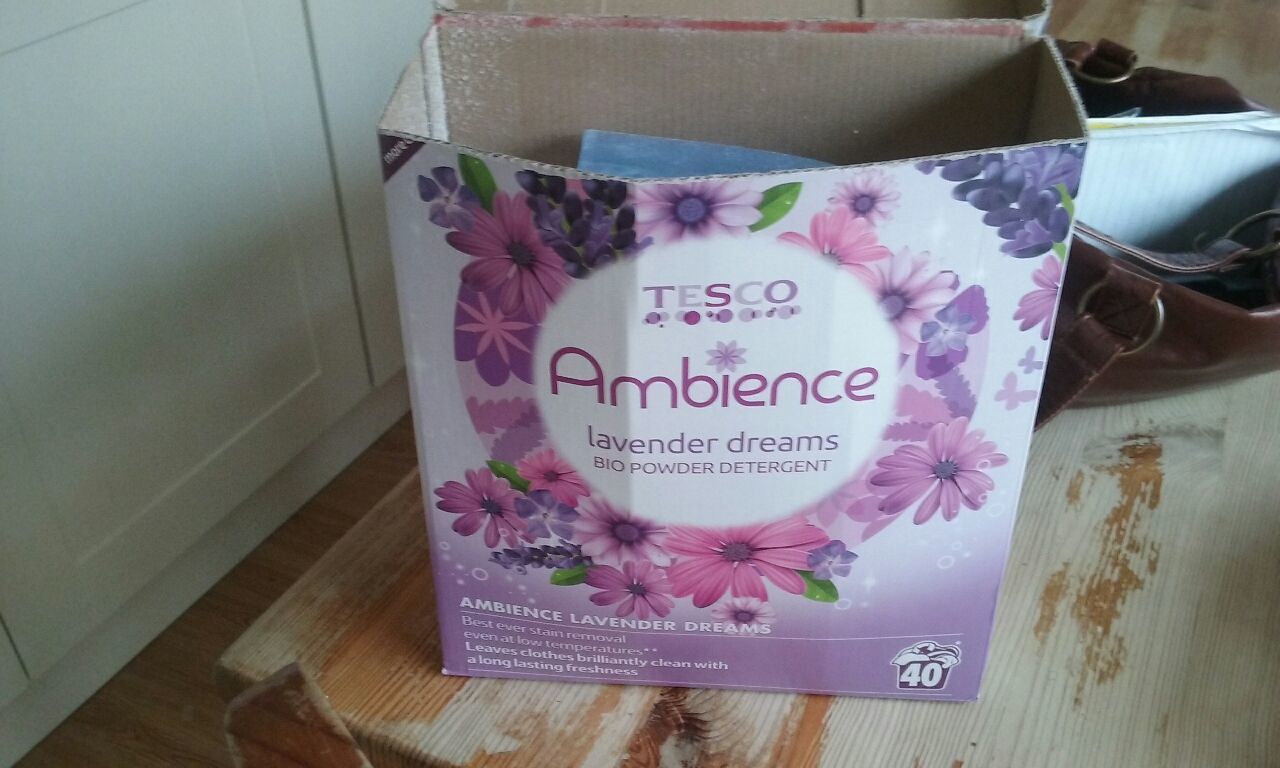 TESCO
Ambience
lavender dreams
BIO POWDER DETERGENT
AMBIENCE LAVENDER DREAMS
Best ever stain removal
even at low temperatures**
Leaves clothes brilliantly clean with
a long lasting freshness
40